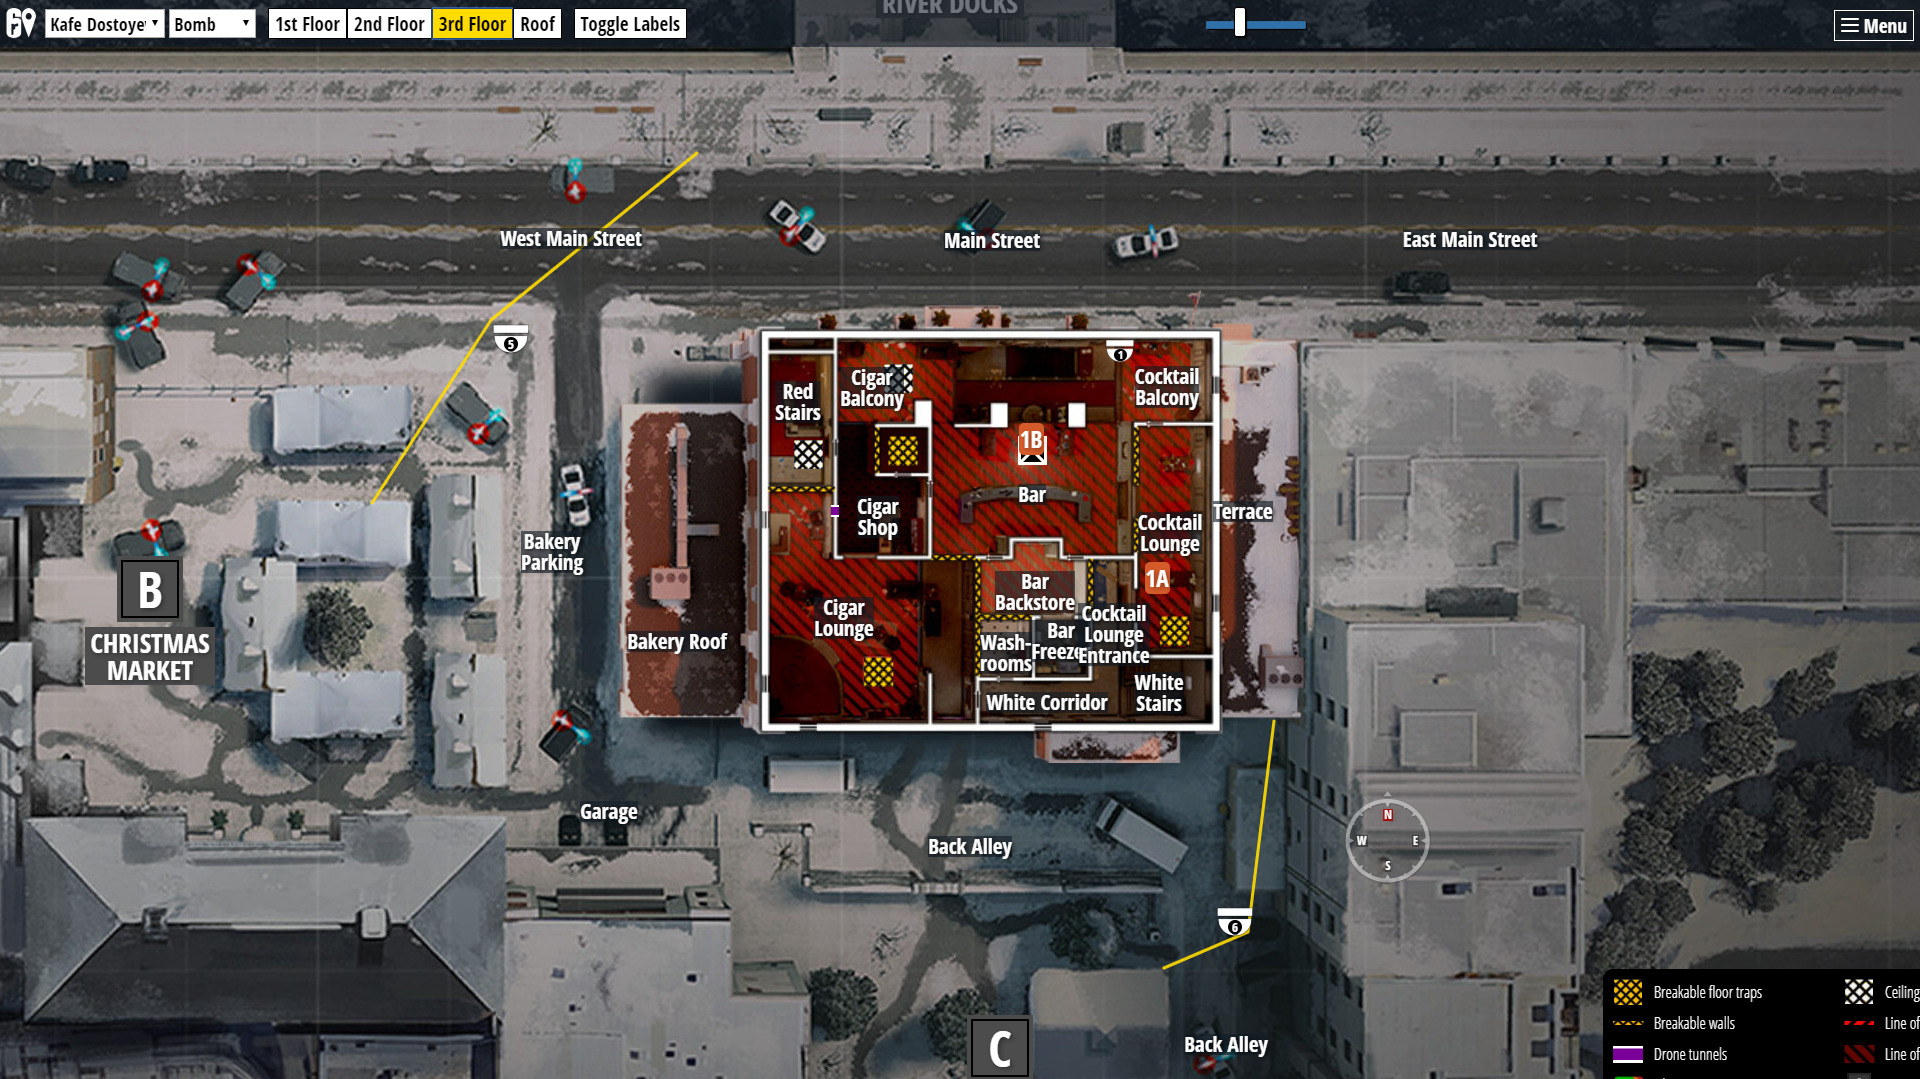 RIVER DOCKS
Kafe Dostoye
Bomb
1st Floor
2nd Floor
3rd Floor
Roof
Toggle Labels
Menu
West Main Street
Main Street
East Main Street
5
1
Red
Stairs
Cigar
Balcony
Cocktail
Balcony
1B
Bar
Cigar
Shop
Cocktail
Lounge
Terrace
Bakery
Parking
B
CHRISTMAS
MARKET
Bakery Roof
Cigar
Lounge
1A
Bar
Backstore
Cocktail
Lounge
Entrance
Wash-
rooms
Bar
Freeze
White Corridor
White
Stairs
Garage
Back Alley
N
W
E
S
6
C
Back Alley
Breakable floor traps
Ceiling
Breakable walls
Line of
Drone tunnels
Line of